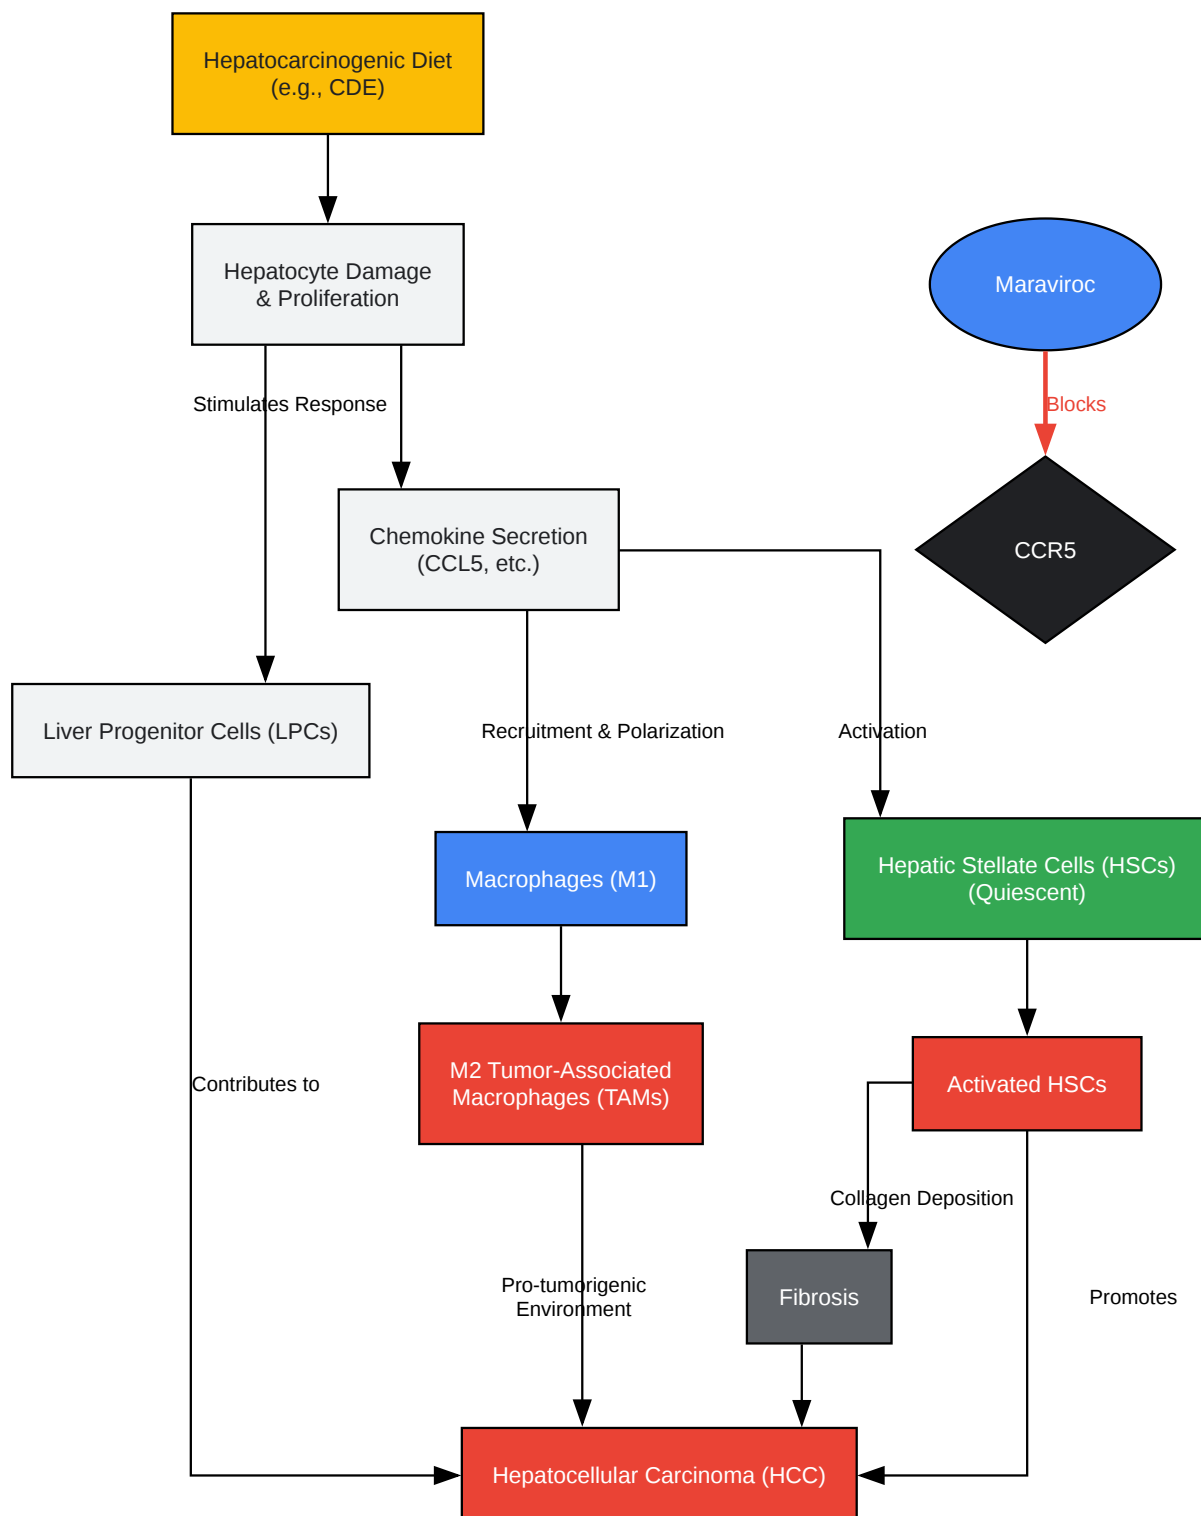 Hepatocarcinogenic Diet
(e.g., CDE)
Hepatocyte Damage
& Proliferation
Maraviroc
Stimulates Response
Blocks
Chemokine Secretion
(CCL5, etc.)
CCR5
Liver Progenitor Cells (LPCs)
Recruitment & Polarization
Activation
Macrophages (M1)
Hepatic Stellate Cells (HSCs)
(Quiescent)
M2 Tumor-Associated
Macrophages (TAMs)
Contributes to
Activated HSCs
Collagen Deposition
Pro-tumorigenic
Environment
Fibrosis
Promotes
Hepatocellular Carcinoma (HCC)